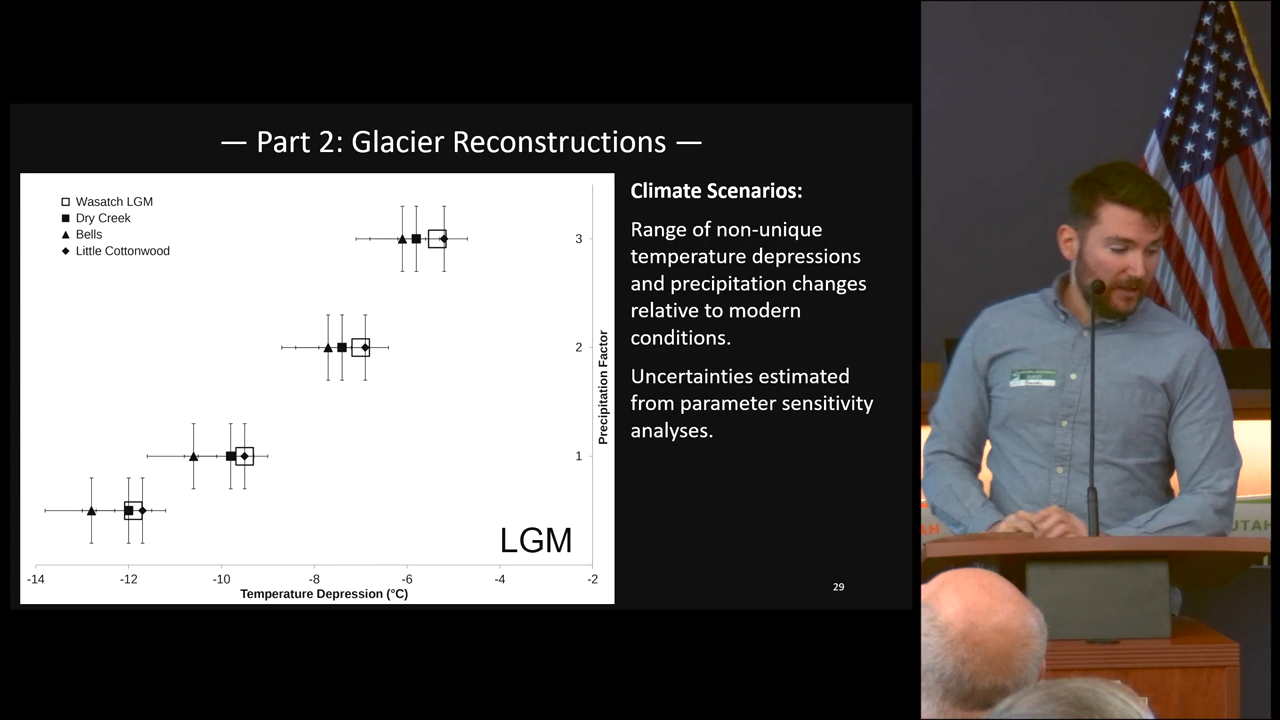 — Part 2: Glacier Reconstructions —
Wasatch LGM
Dry Creek
Bells
Little Cottonwood
3
2
1
Precipitation Factor
LGM
-14 -12 -10 -8 -6 -4 -2
Temperature Depression (°C)
Climate Scenarios:
Range of non-unique
temperature depressions
and precipitation changes
relative to modern
conditions.
Uncertainties estimated
from parameter sensitivity
analyses.
29
UTAH